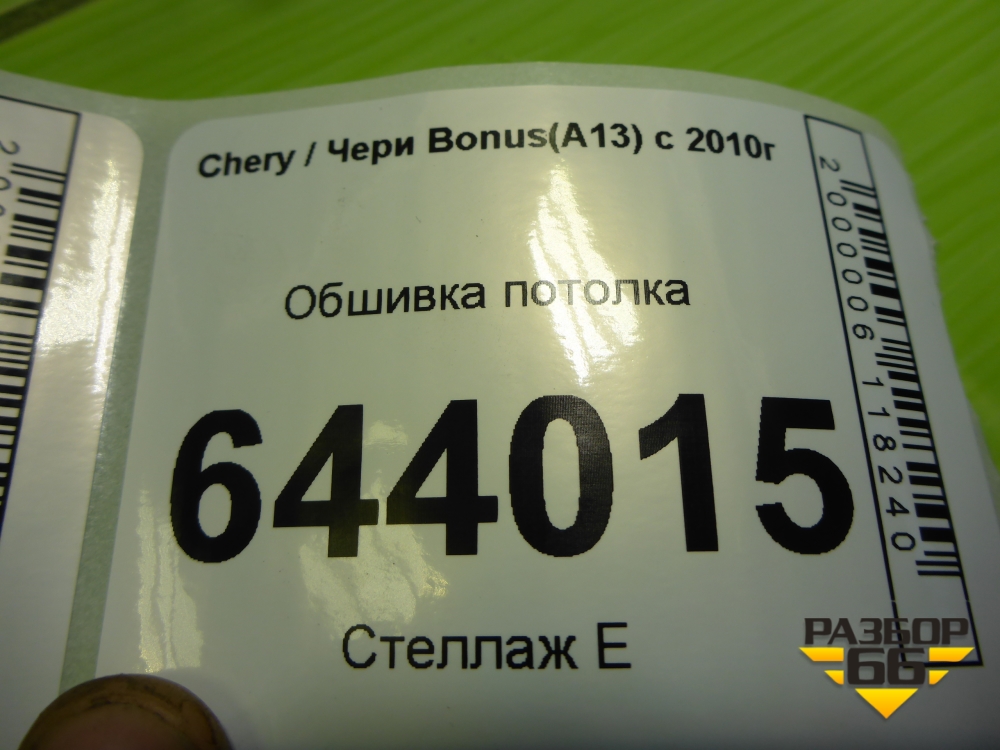 Chery / Чери Bonus(A13) с 2010г
Обшивка потолка
644015
Стеллаж Е
2000006118240
РАЗБОР
66